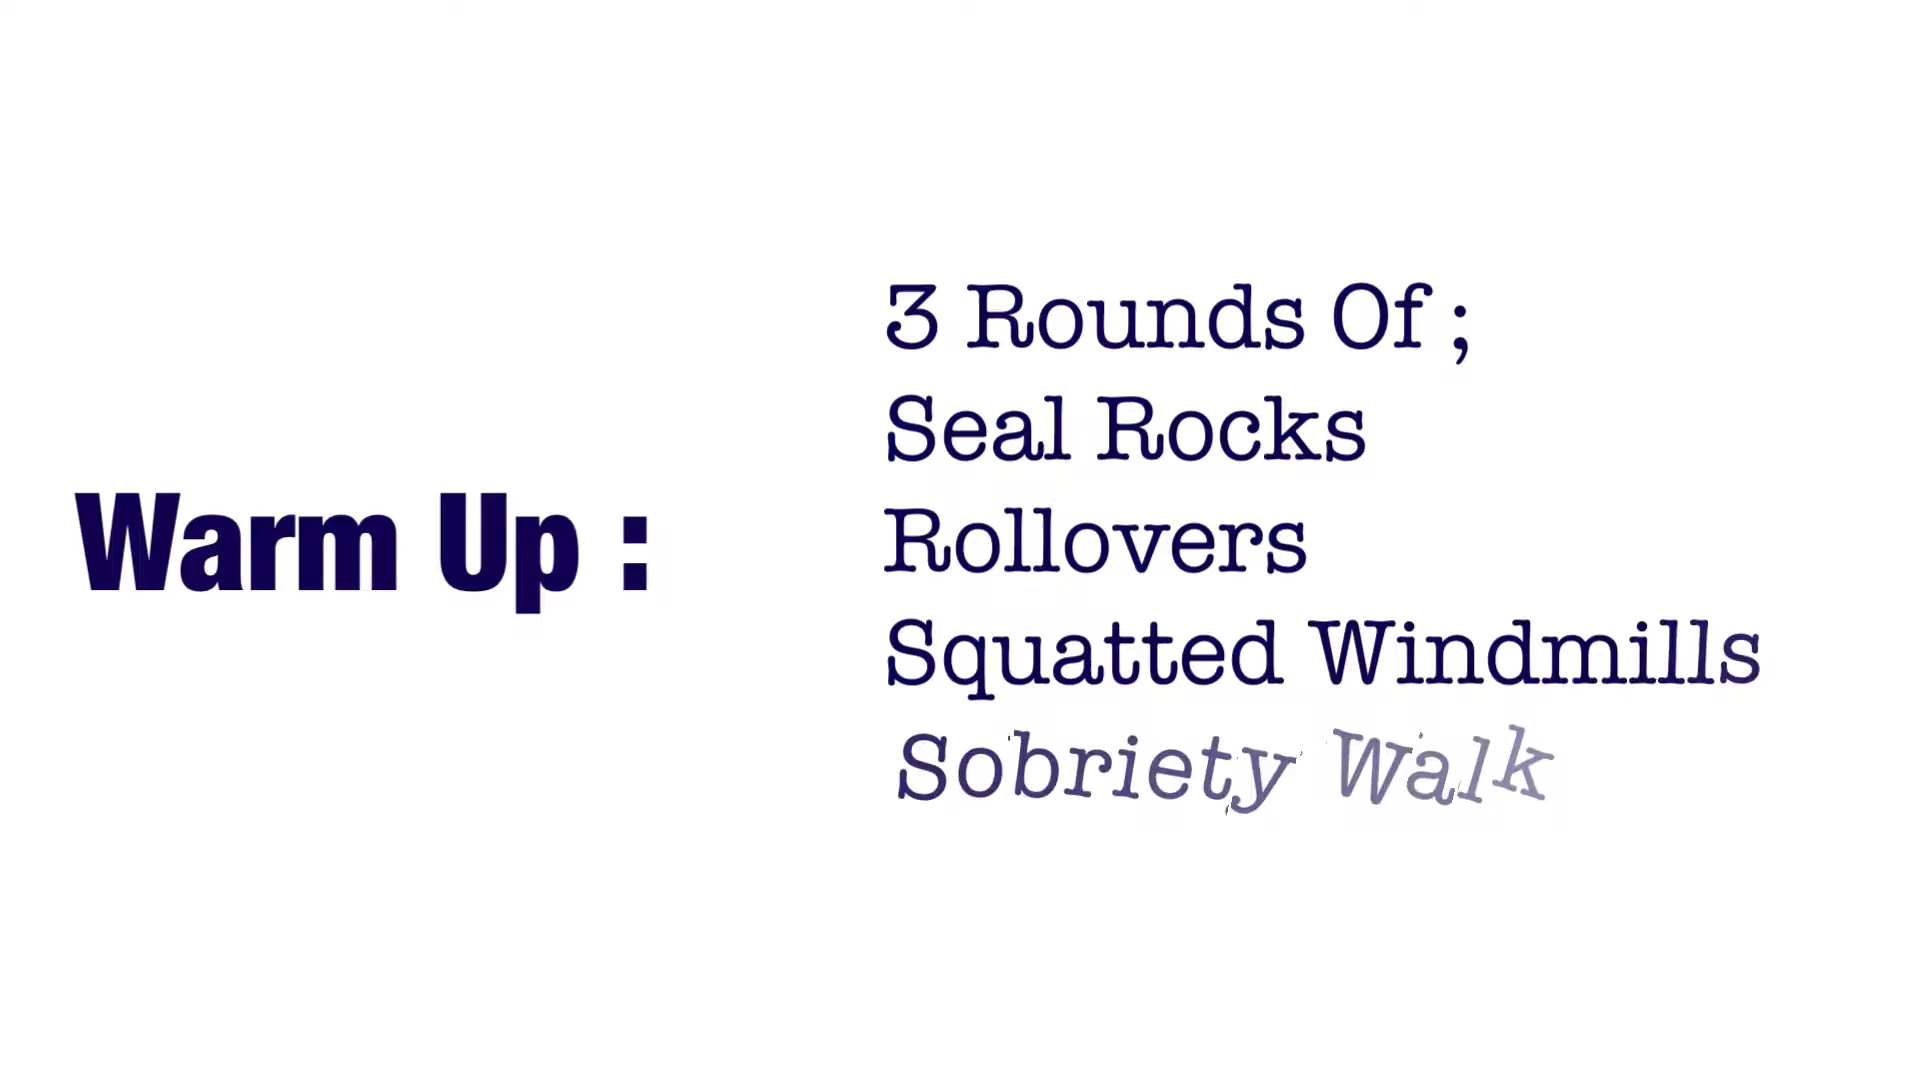 Warm Up :
3 Rounds Of ;
Seal Rocks
Rollovers
Squatted Windmills
Sobriety Walk